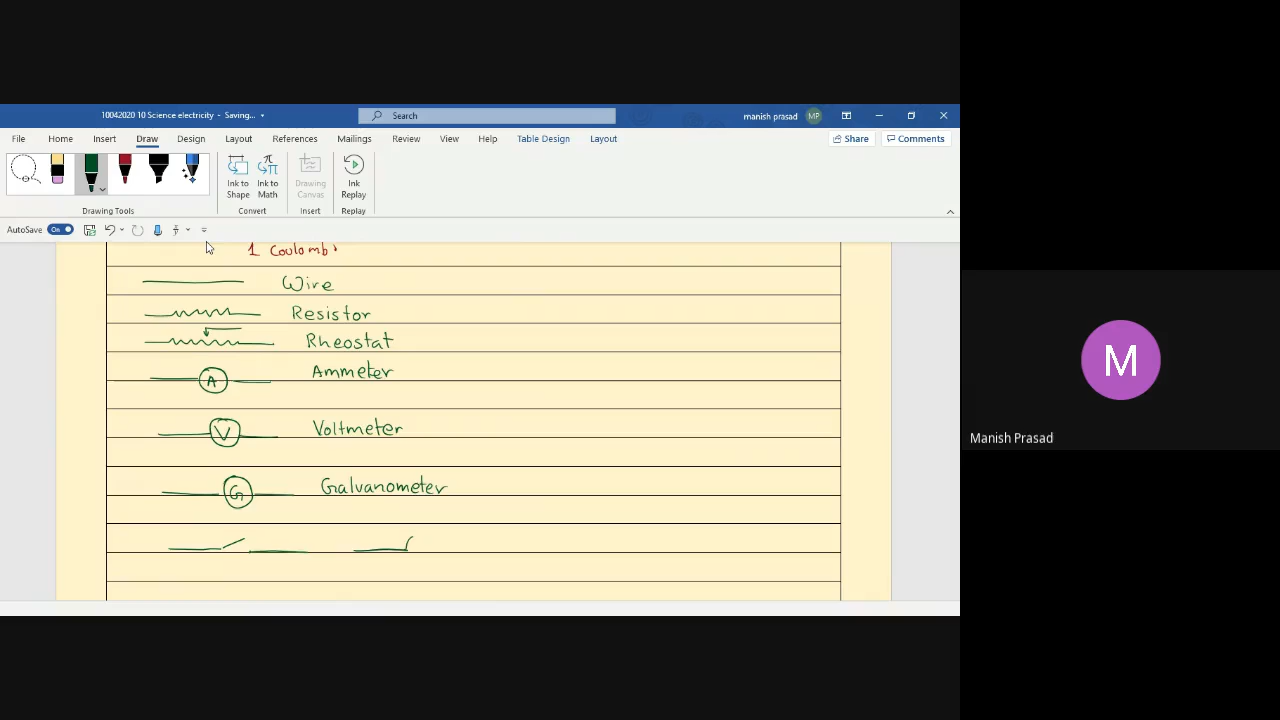 10042020 10 Science electricity - Saving...
Search
manish prasad MP
File Home Insert Draw Design Layout References Mailings Review View Help Table Design Layout
Share Comments
Ink to Shape Ink to Math Drawing Canvas Ink Replay
Drawing Tools Convert Insert Replay
AutoSave On
1 Coulomb
Wire
Resistor
Rheostat
A Ammeter
V Voltmeter
G Galvanometer
M
Manish Prasad